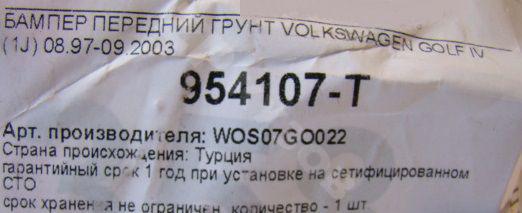 БАМПЕР ПЕРЕДНИЙ ГРУНТ VOLKSWAGEN GOLF IV
(1J) 08.97-09.2003
954107-T
Арт. производителя: WOS07GO022
Страна происхождения: Турция
гарантийный срок 1 год при установке на сетифицированном
СТО
срок хранения не ограничен, количество - 1 шт.